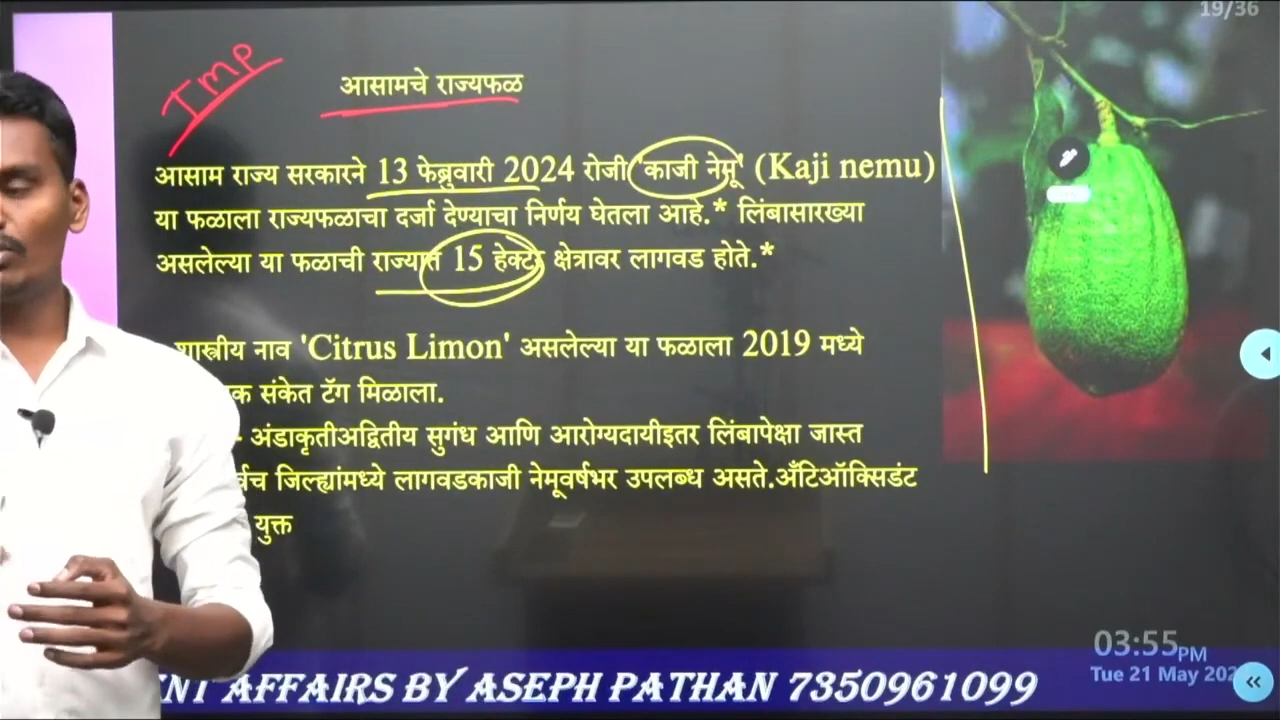 19/36
IMP
आसामचे राज्यफळ
आसाम राज्य सरकारने 13 फेब्रुवारी 2024 रोजी 'काजी नेमू' (Kaji nemu)
या फळाला राज्यफळाचा दर्जा देण्याचा निर्णय घेतला आहे.* लिंबासारख्या
असलेल्या या फळाची राज्यात 15 हेक्टर क्षेत्रावर लागवड होते.*
शास्त्रीय नाव 'Citrus Limon' असलेल्या या फळाला 2019 मध्ये
संकेत टॅग मिळाला.
- अंडाकृतीअद्वितीय सुगंध आणि आरोग्यदायीइतर लिंबापेक्षा जास्त
जिल्ह्यांमध्ये लागवडकाजी नेमूवर्षभर उपलब्ध असते.अँटिऑक्सिडंट
युक्त
03:55PM
Tue 21 May
AFFAIRS BY ASEPH PATHAN 7350961099